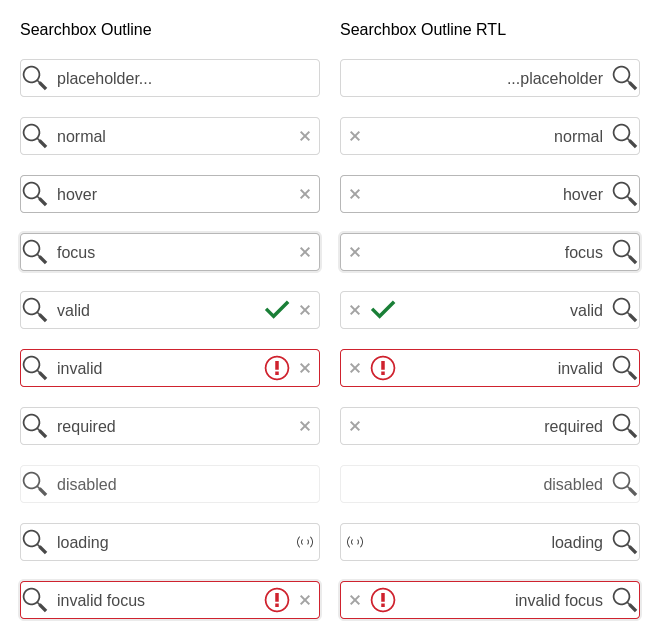 Searchbox Outline
placeholder...
normal
hover
focus
valid
invalid
required
disabled
loading
invalid focus
Searchbox Outline RTL
...placeholder
normal
hover
focus
valid
invalid
required
disabled
loading
invalid focus